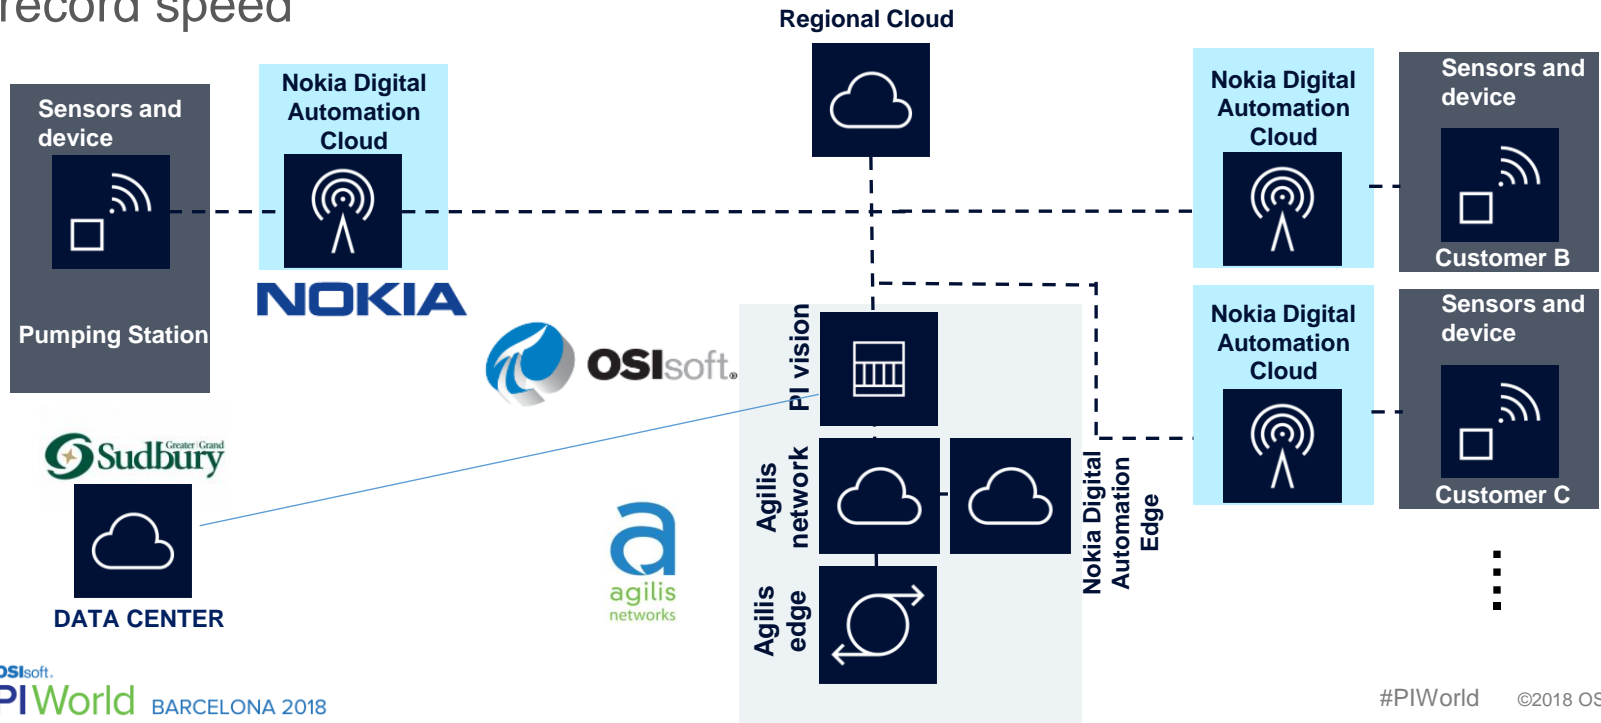 record speed
Regional Cloud
Sensors and
device
Pumping Station
Nokia Digital
Automation
Cloud
NOKIA
Nokia Digital
Automation
Cloud
Sensors and
device
Customer B
Nokia Digital
Automation
Cloud
Sensors and
device
Customer C
OSIsoft®
PI vision
Agilis
network
Agilis
edge
Nokia Digital
Automation
Edge
Greater Grand
Sudbury
DATA CENTER
a
agilis
networks
OSIsoft.
PIWorld BARCELONA 2018
#PIWorld ©2018